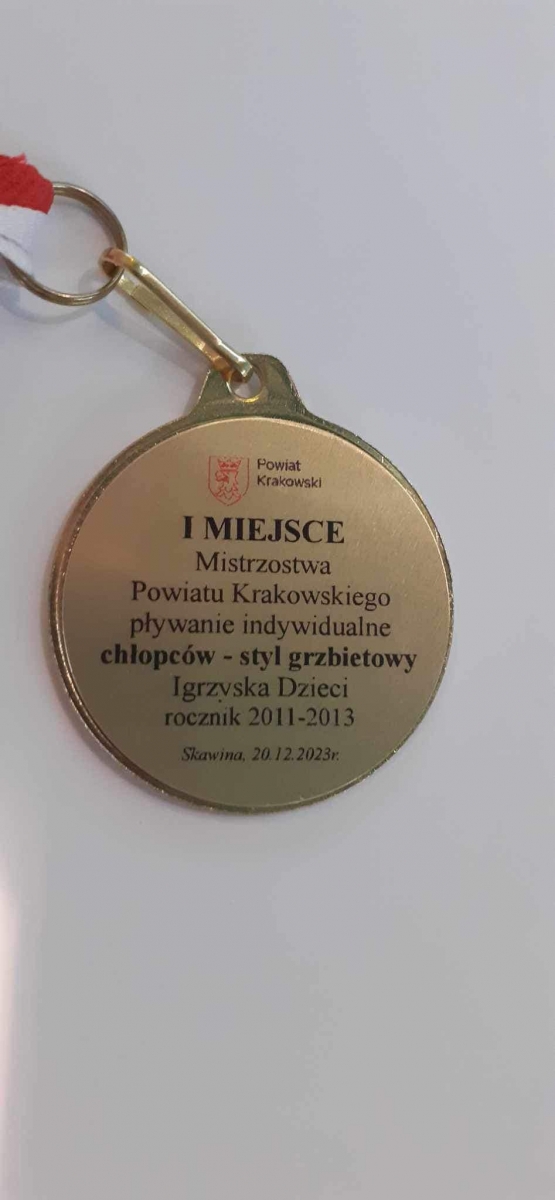 Powiat
Krakowski
I MIEJSCE
Mistrzostwa
Powiatu Krakowskiego
pływanie indywidualne
chłopców - styl grzbietowy
Igrzyska Dzieci
rocznik 2011-2013
Skawina, 20.12.2023r.